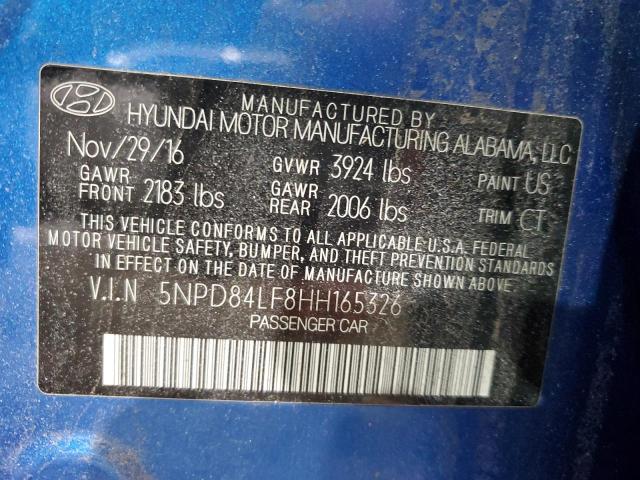 MANUFACTURED BY
HYUNDAI MOTOR MANUFACTURING ALABAMA, LLC
Nov/29/16 GVWR 3924 lbs PAINT US
GAWR FRONT 2183 lbs GAWR REAR 2006 lbs TRIM CT
THIS VEHICLE CONFORMS TO ALL APPLICABLE U.S.A. FEDERAL
MOTOR VEHICLE SAFETY, BUMPER, AND THEFT PREVENTION STANDARDS
IN EFFECT ON THE DATE OF MANUFACTURE SHOWN ABOVE.
V.I.N 5NPD84LF8HH165326
PASSENGER CAR